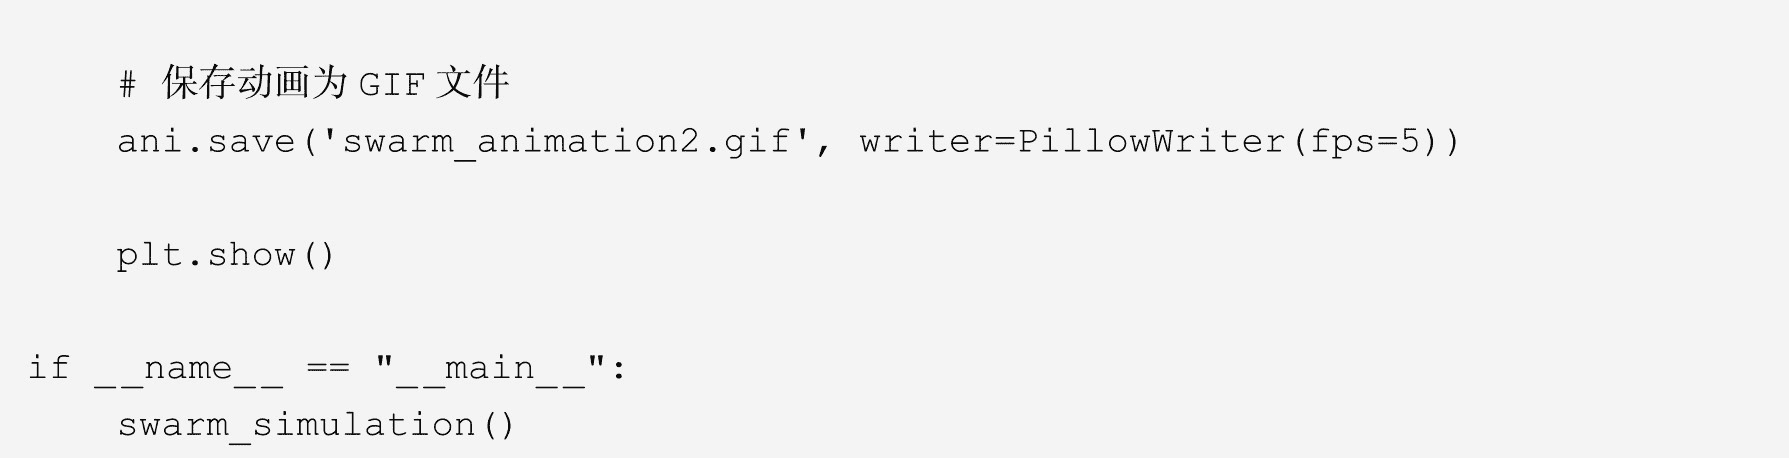 # 保存动画为 GIF 文件
ani.save('swarm_animation2.gif', writer=PillowWriter(fps=5))
plt.show()
if __name__ == "__main__":
swarm_simulation()